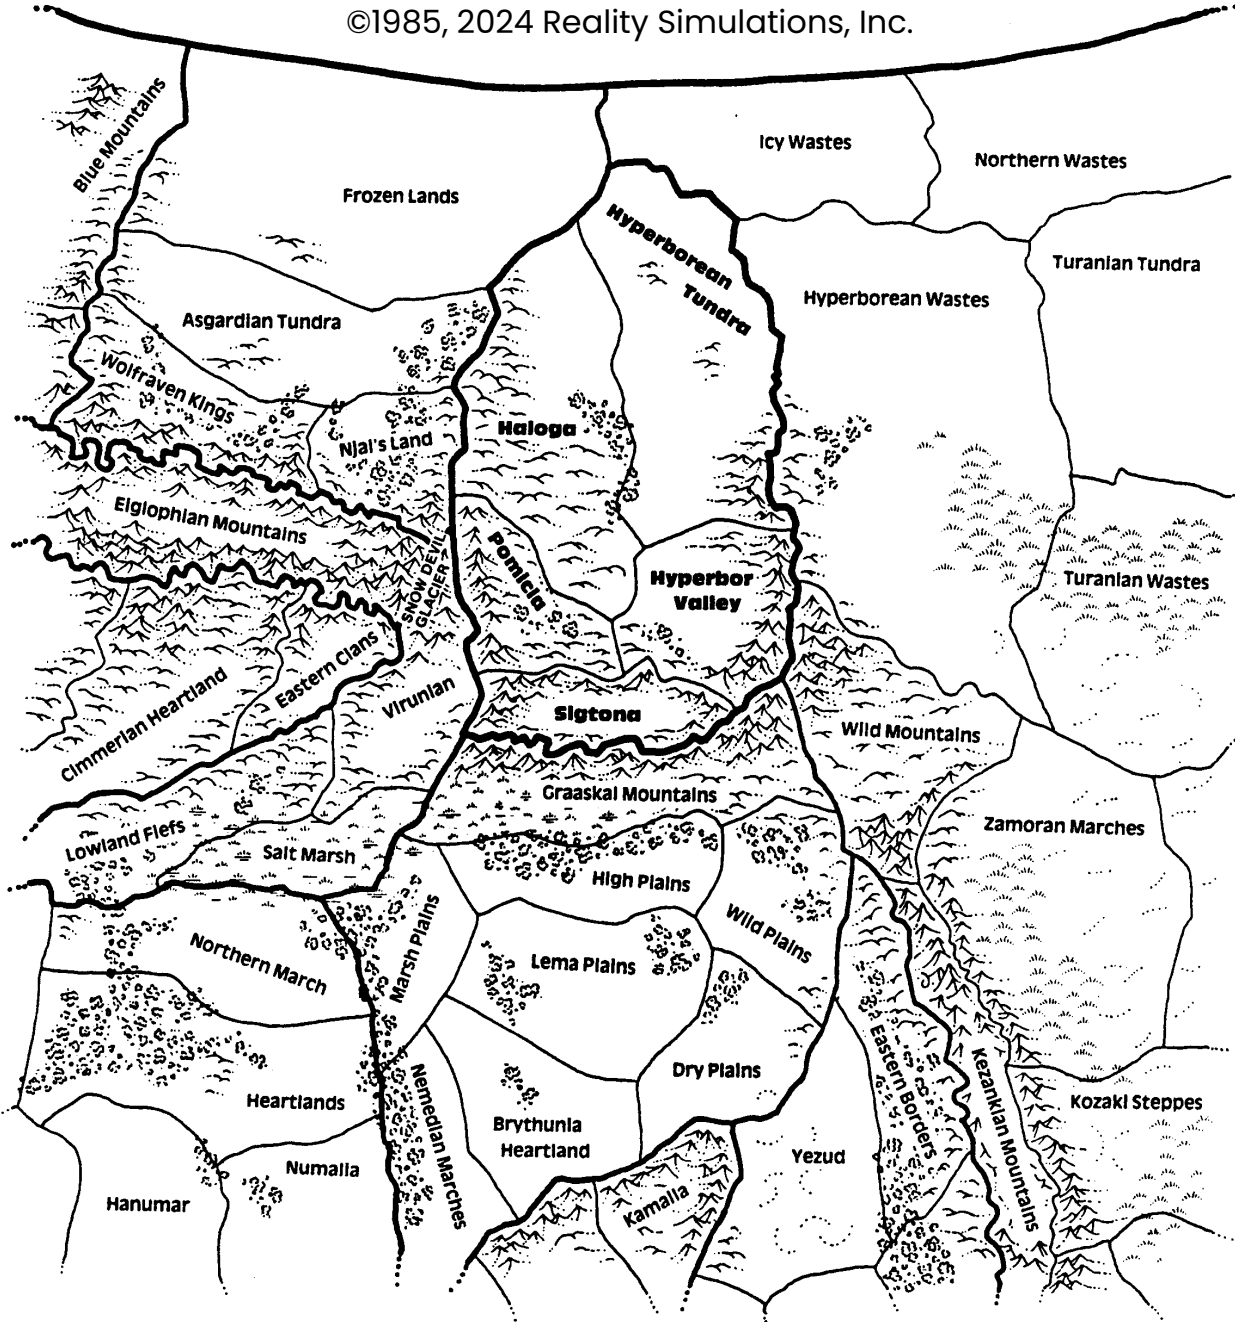 ©1985, 2024 Reality Simulations, Inc.
Blue Mountains
Icy Wastes
Northern Wastes
Frozen Lands
Hyperborean
Tundra
Turanian Tundra
Hyperborean Wastes
Asgardian Tundra
Wolfraven Kings
Haloga
Njal's Land
Eiglophian Mountains
SNOW DEVIL
GLACIER
Pomicia
Hyperbor
Valley
Turanian Wastes
Cimmerian Heartland
Eastern Clans
Virunian
Sigtona
Wild Mountains
Graaskal Mountains
Lowland Fiefs
Salt Marsh
Zamoran Marches
High Plains
Marsh Plains
Wild Plains
Northern March
Lema Plains
Dry Plains
Eastern Borders
Kezankian Mountains
Heartlands
Nemedian Marches
Kozaki Steppes
Brythunia
Heartland
Numalia
Yezud
Hanumar
Kamalla